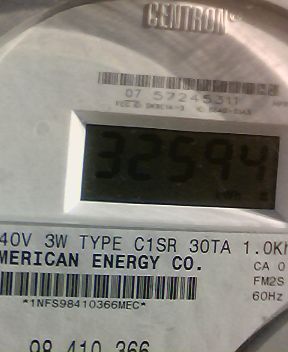 CENTRON
07 57245311
32594
40V 3W TYPE C1SR 30TA 1.0Kh
MERICAN ENERGY CO.
CA 0
FM2S
60Hz
*1NFS98410366MEC*
98 410 366